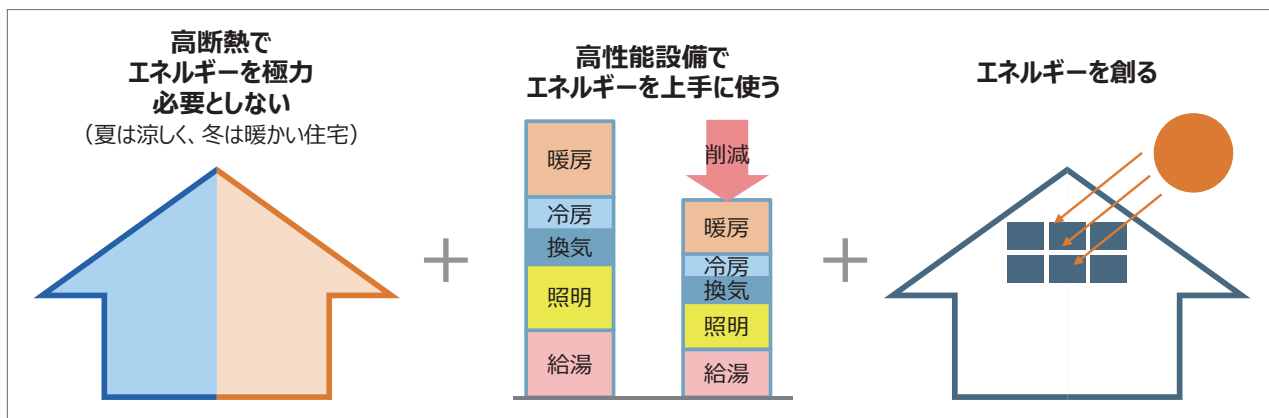 高断熱で
エネルギーを極力
必要としない
（夏は涼しく、冬は暖かい住宅）
高性能設備で
エネルギーを上手に使う
暖房
冷房
換気
照明
給湯
削減
暖房
冷房
換気
照明
給湯
エネルギーを創る